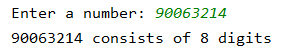 Enter a number: 90063214
90063214 consists of 8 digits